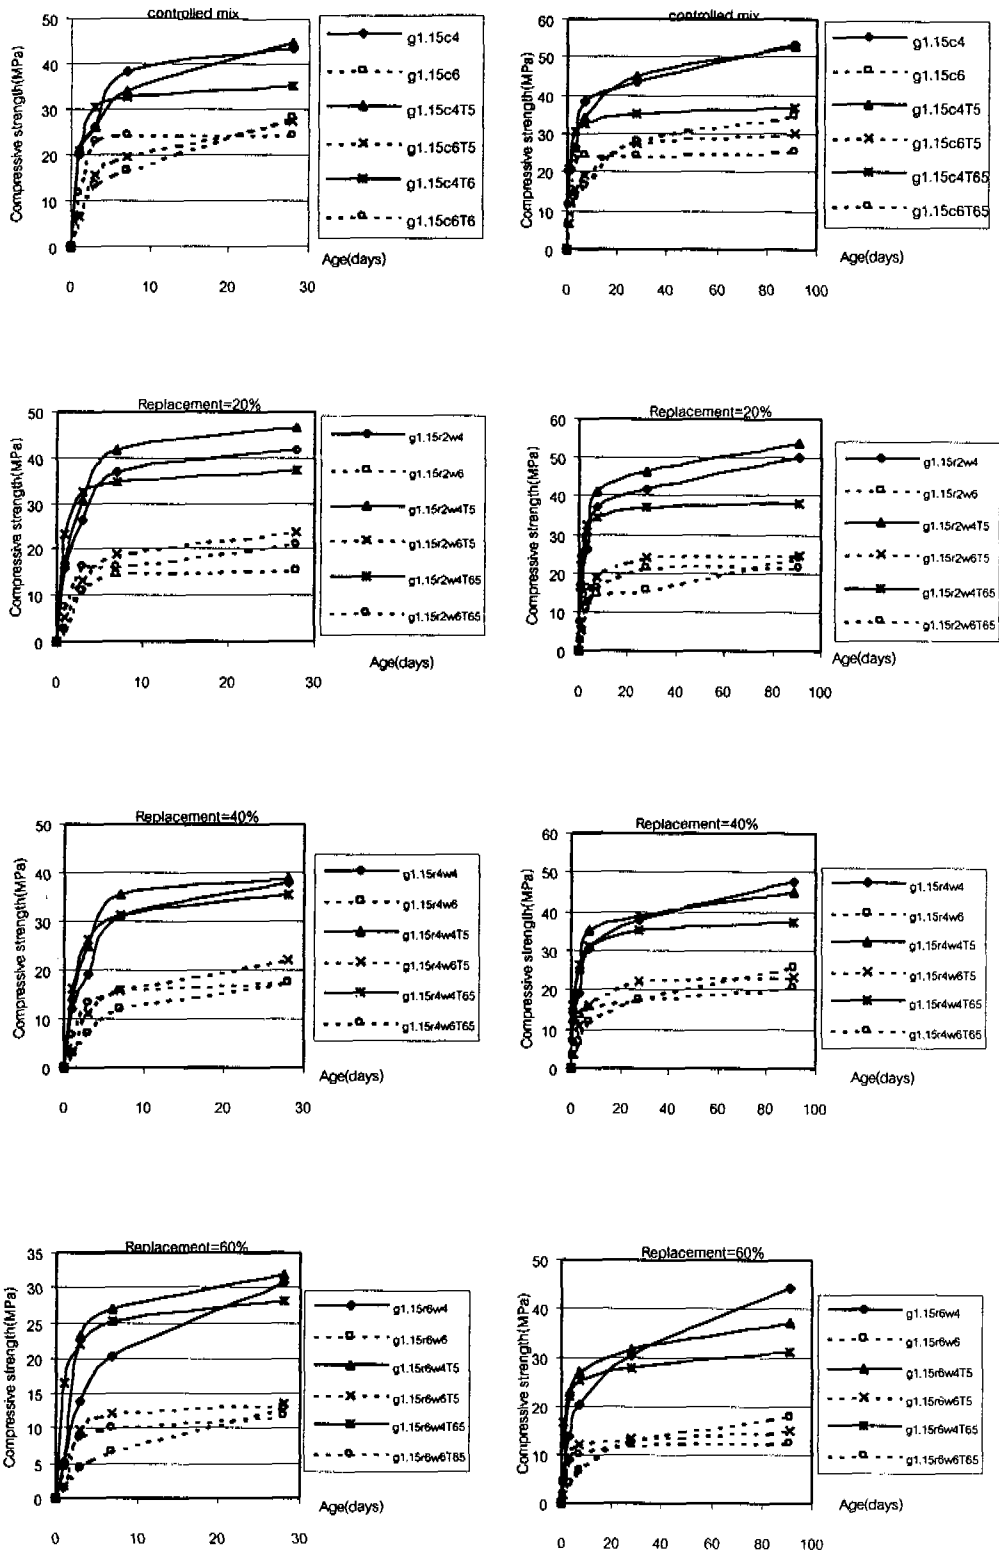 controlled mix
Compressive strength(MPa)
50
40
30
20
10
0
0
10
20
30
Age(days)
g1.15c4
g1.15c6
g1.15c4T5
g1.15c6T5
g1.15c4T6
g1.15c6T6
controlled mix
Compressive strength(MPa)
60
50
40
30
20
10
0
0
20
40
60
80
100
Age(days)
g1.15c4
g1.15c6
g1.15c4T5
g1.15c6T5
g1.15c4T65
g1.15c6T65
Replacement=20%
Compressive strength(MPa)
50
40
30
20
10
0
0
10
20
30
Age(days)
g1.15r2w4
g1.15r2w6
g1.15r2w4T5
g1.15r2w6T5
g1.15r2w4T65
g1.15r2w6T65
Replacement=20%
Compressive strength(MPa)
60
50
40
30
20
10
0
0
20
40
60
80
100
Age(days)
g1.15r2w4
g1.15r2w6
g1.15r2w4T5
g1.15r2w6T5
g1.15r2w4T65
g1.15r2w6T65
Replacement=40%
Compressive strength(MPa)
50
40
30
20
10
0
0
10
20
30
Age(days)
g1.15r4w4
g1.15r4w6
g1.15r4w4T5
g1.15r4w6T5
g1.15r4w4T65
g1.15r4w6T65
Replacement=40%
Compressive strength(MPa)
60
50
40
30
20
10
0
0
20
40
60
80
100
Age(days)
g1.15r4w4
g1.15r4w6
g1.15r4w4T5
g1.15r4w6T5
g1.15r4w4T65
g1.15r4w6T65
Replacement=60%
Compressive strength(MPa)
35
30
25
20
15
10
5
0
0
10
20
30
Age(days)
g1.15r6w4
g1.15r6w6
g1.15r6w4T5
g1.15r6w6T5
g1.15r6w4T65
g1.15r6w6T65
Replacement=60%
Compressive strength(MPa)
50
40
30
20
10
0
0
20
40
60
80
100
Age(days)
g1.15r6w4
g1.15r6w6
g1.15r6w4T5
g1.15r6w6T5
g1.15r6w4T65
g1.15r6w6T65